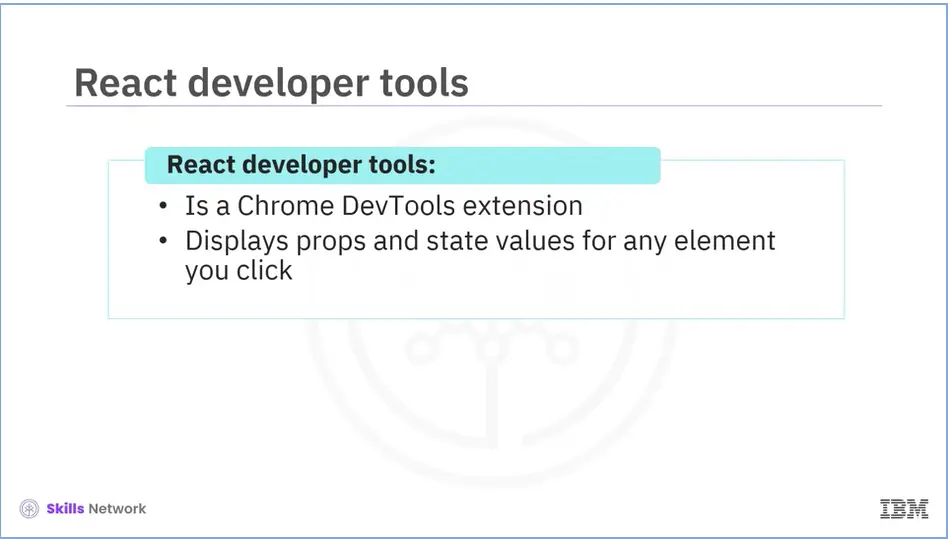 React developer tools
React developer tools:
• Is a Chrome DevTools extension
• Displays props and state values for any element
you click
Skills Network
IBM